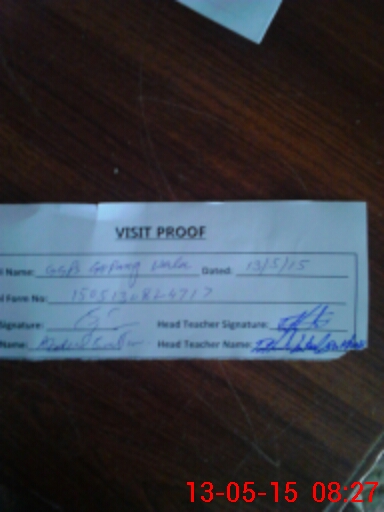 VISIT PROOF
l Name: GGPS Gopang wala Dated: 13/5/15
l Form No: 1505130824717
Signature: Head Teacher Signature:
Name: Head Teacher Name:
13-05-15 08:27